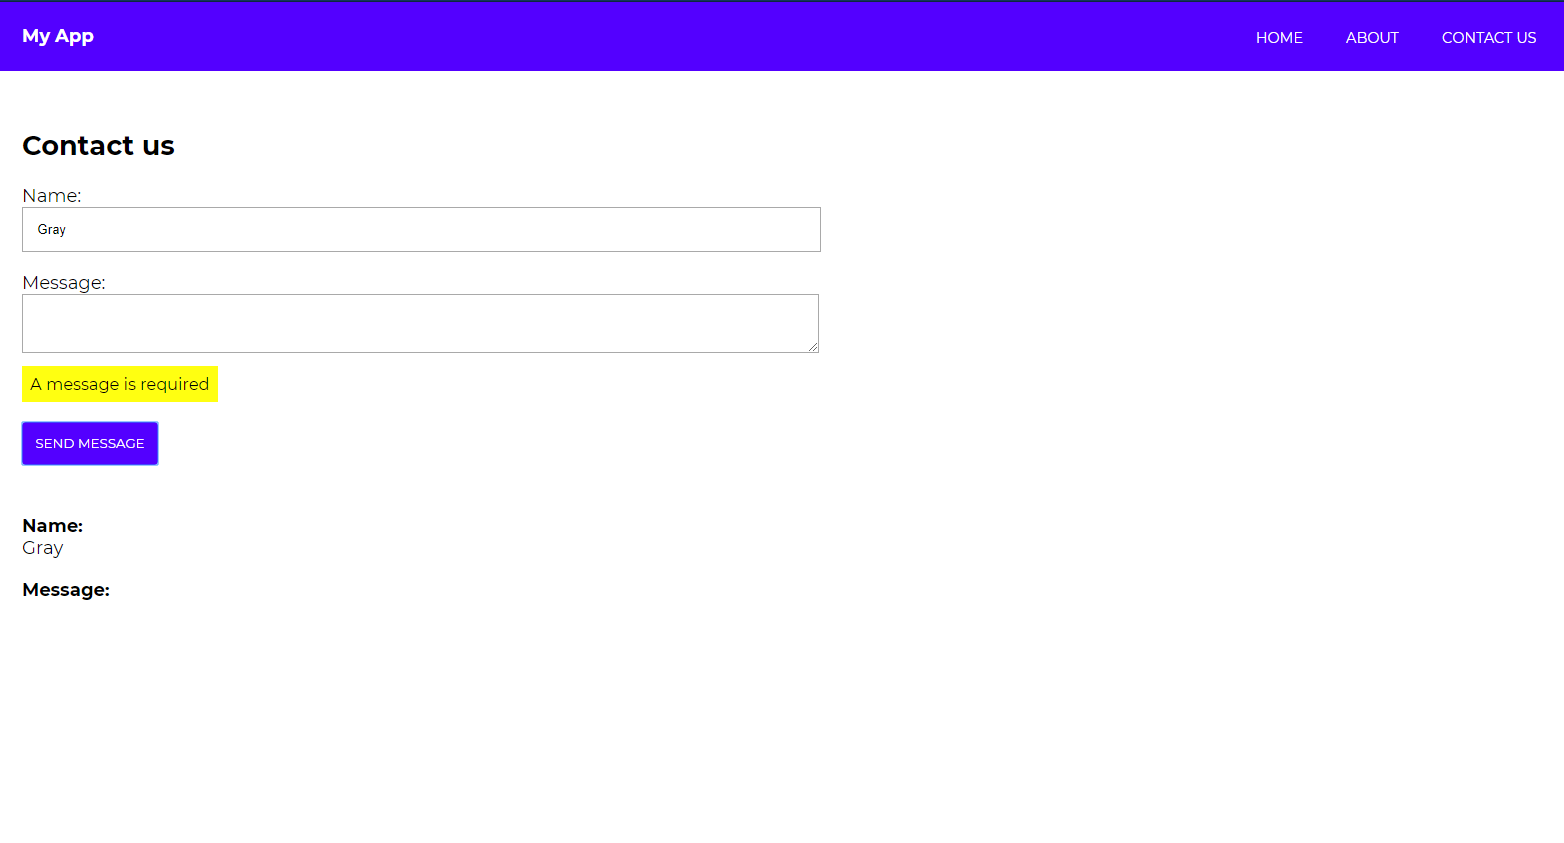 My App
HOME ABOUT CONTACT US
Contact us
Name:
Gray
Message:
A message is required
SEND MESSAGE
Name:
Gray
Message: